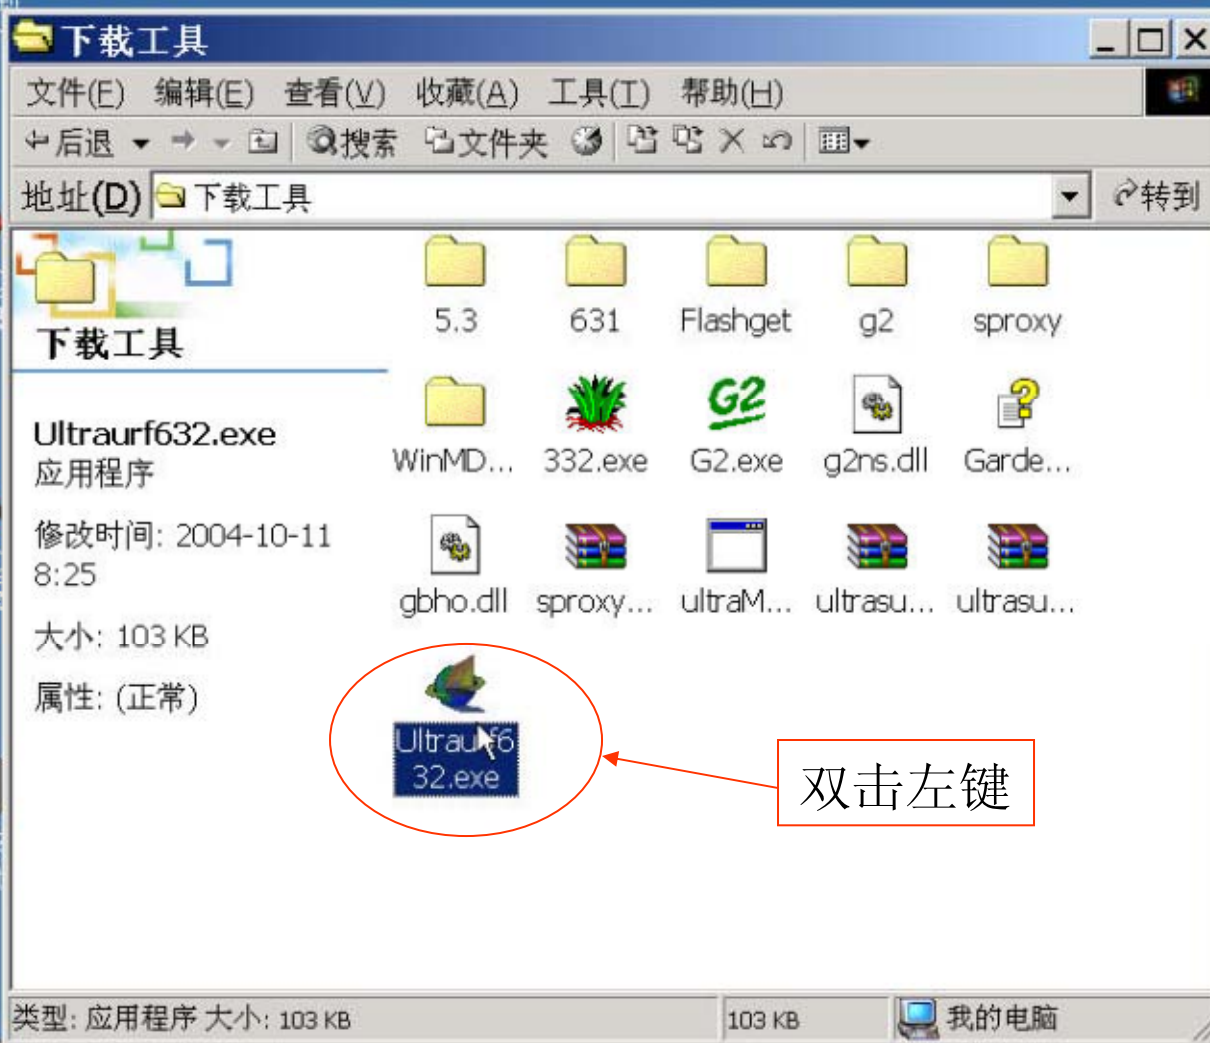 下载工具
文件(F) 编辑(E) 查看(V) 收藏(A) 工具(T) 帮助(H)
后退 搜索 文件夹
地址(D) 下载工具 转到
下载工具
Ultraurf632.exe
应用程序
修改时间: 2004-10-11
8:25
大小: 103 KB
属性: (正常)
5.3 631 Flashget g2 sproxy
WinMD... 332.exe G2.exe g2ns.dll Garde...
gbho.dll sproxy... ultraM... ultrasu... ultrasu...
Ultraurf6
32.exe
双击左键
类型: 应用程序 大小: 103 KB 103 KB 我的电脑